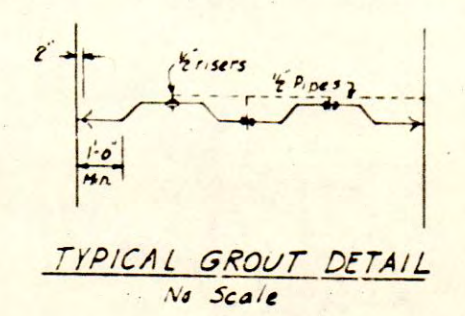 2"
½" risers
½" Pipes
1'-0"
Min.
TYPICAL GROUT DETAIL
No Scale